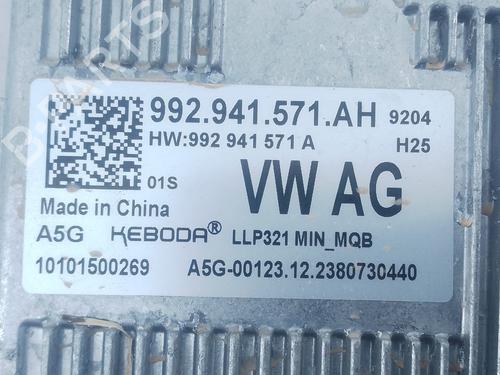 992.941.571.AH 9204
HW:992 941 571 A H25
01S VW AG
Made in China
A5G KEBODA® LLP321 MIN_MQB
10101500269 A5G-00123.12.2380730440
B-PARTS